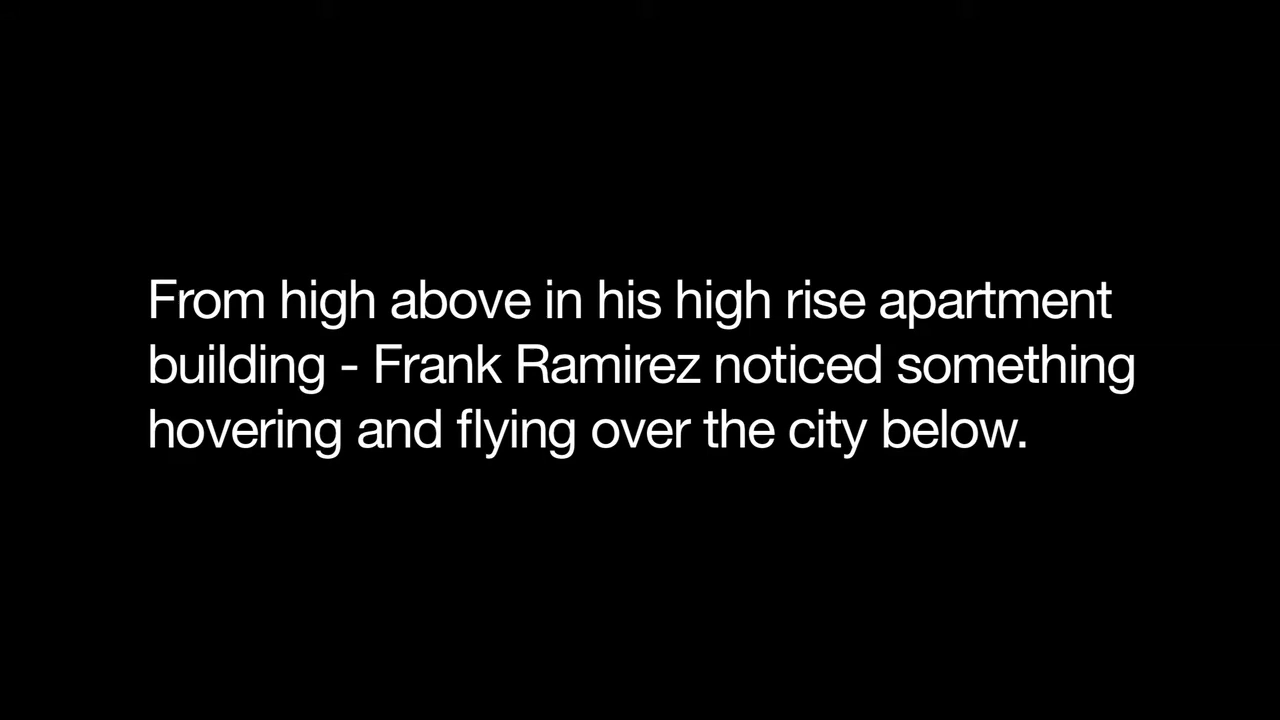 From high above in his high rise apartment
building - Frank Ramirez noticed something
hovering and flying over the city below.